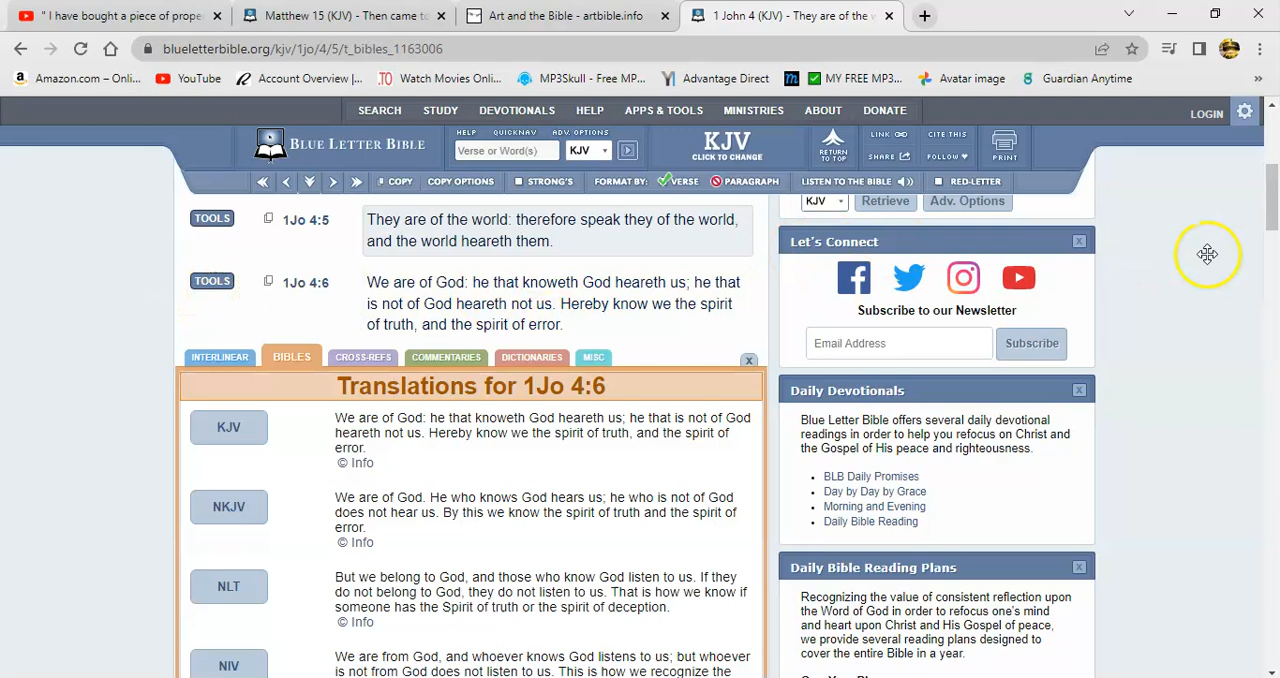 " I have bought a piece of prope
Matthew 15 (KJV) - Then came to
Art and the Bible - artbible.info
1 John 4 (KJV) - They are of the w
blueletterbible.org/kjv/1jo/4/5/t_bibles_1163006
Amazon.com – Onli...
YouTube
Account Overview |...
Watch Movies Onlin...
MP3Skull - Free MP...
Advantage Direct
MY FREE MP3...
Avatar image
Guardian Anytime
SEARCH STUDY DEVOTIONALS HELP APPS & TOOLS MINISTRIES ABOUT DONATE
LOGIN
BLUE LETTER BIBLE
HELP QUICKNAV ADV. OPTIONS
Verse or Word(s)
KJV
KJV
CLICK TO CHANGE
RETURN
TO TOP
LINK
SHARE
CITE THIS
FOLLOW
PRINT
COPY COPY OPTIONS STRONG'S FORMAT BY: VERSE PARAGRAPH LISTEN TO THE BIBLE RED-LETTER
TOOLS
1Jo 4:5
They are of the world: therefore speak they of the world,
and the world heareth them.
TOOLS
1Jo 4:6
We are of God: he that knoweth God heareth us; he that
is not of God heareth not us. Hereby know we the spirit
of truth, and the spirit of error.
INTERLINEAR BIBLES CROSS-REFS COMMENTARIES DICTIONARIES MISC
X
Translations for 1Jo 4:6
KJV
We are of God: he that knoweth God heareth us; he that is not of God
heareth not us. Hereby know we the spirit of truth, and the spirit of
error.
© Info
NKJV
We are of God. He who knows God hears us; he who is not of God
does not hear us. By this we know the spirit of truth and the spirit of
error.
© Info
NLT
But we belong to God, and those who know God listen to us. If they
do not belong to God, they do not listen to us. That is how we know if
someone has the Spirit of truth or the spirit of deception.
© Info
NIV
We are from God, and whoever knows God listens to us; but whoever
is not from God does not listen to us. This is how we recognize the
KJV
Retrieve
Adv. Options
Let's Connect
Subscribe to our Newsletter
Email Address
Subscribe
Daily Devotionals
Blue Letter Bible offers several daily devotional
readings in order to help you refocus on Christ and
the Gospel of His peace and righteousness.
BLB Daily Promises
Day by Day by Grace
Morning and Evening
Daily Bible Reading
Daily Bible Reading Plans
Recognizing the value of consistent reflection upon
the Word of God in order to refocus one's mind
and heart upon Christ and His Gospel of peace,
we provide several reading plans designed to
cover the entire Bible in a year.